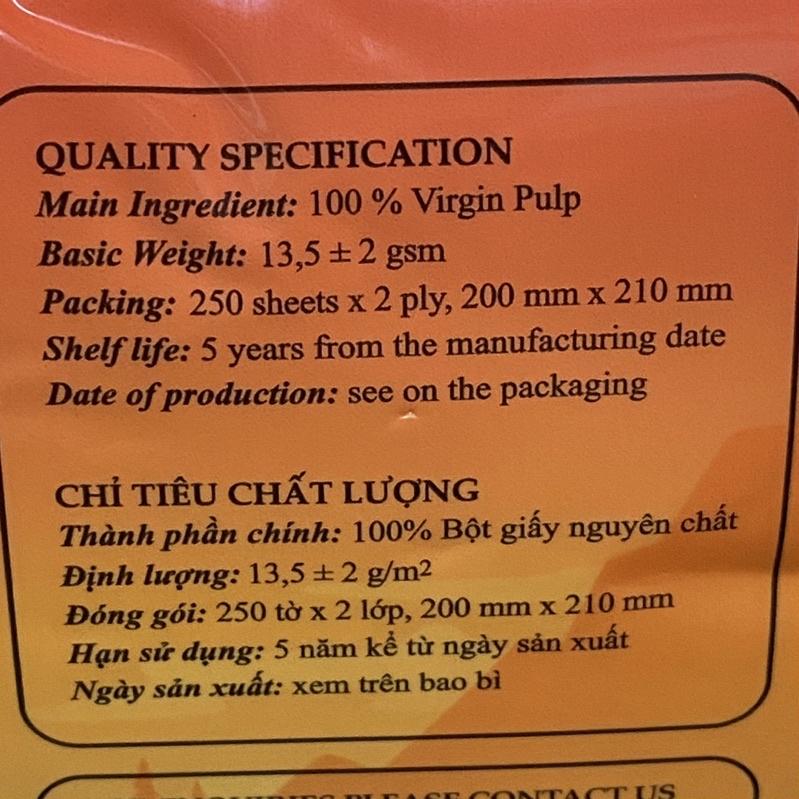 QUALITY SPECIFICATION
Main Ingredient: 100 % Virgin Pulp
Basic Weight: 13,5 ± 2 gsm
Packing: 250 sheets x 2 ply, 200 mm x 210 mm
Shelf life: 5 years from the manufacturing date
Date of production: see on the packaging
CHỈ TIÊU CHẤT LƯỢNG
Thành phần chính: 100% Bột giấy nguyên chất
Định lượng: 13,5 ± 2 g/m2
Đóng gói: 250 tờ x 2 lớp, 200 mm x 210 mm
Hạn sử dụng: 5 năm kể từ ngày sản xuất
Ngày sản xuất: xem trên bao bì
PLEASE CONTACT US